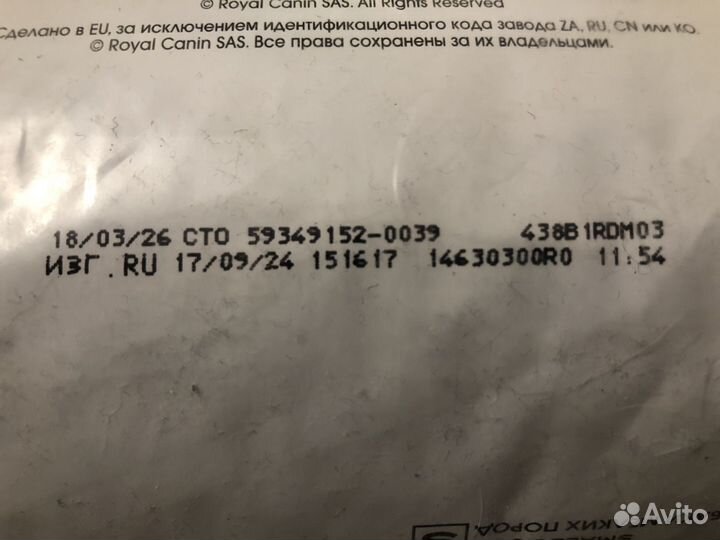 © Royal Canin SAS. All Rights Reserved
Сделано в EU, за исключением идентификационного кода завода ZA, RU, CN или KO.
© Royal Canin SAS. Все права сохранены за их владельцами.
18/03/26 СТО 59349152-0039 438B1RDM03
ИЗГ.RU 17/09/24 151617 14630300R0 11:54
ПОРОД.
Avito